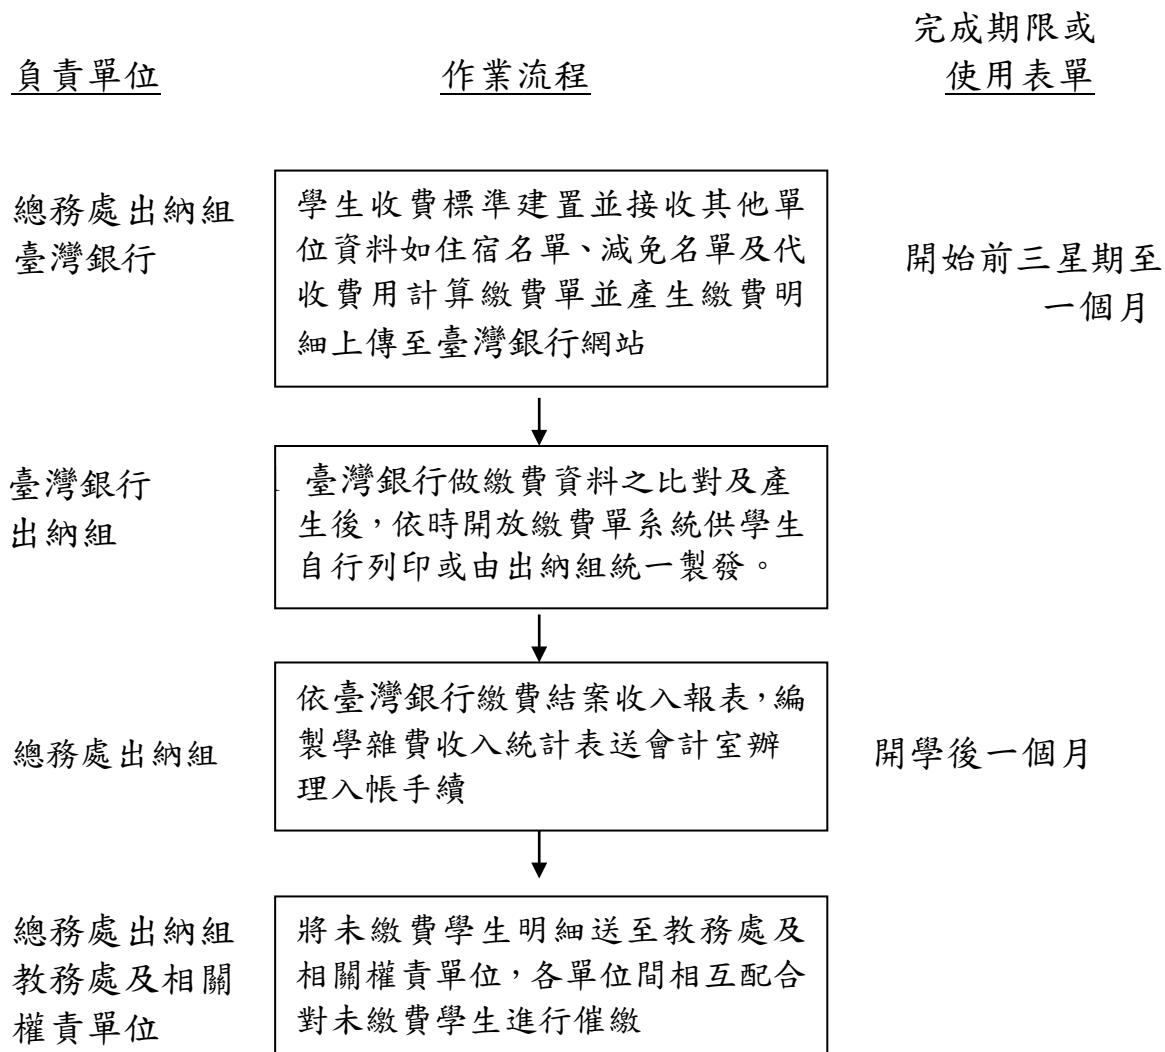 完成期限或
負責單位 作業流程 使用表單
總務處出納組
臺灣銀行
學生收費標準建置並接收其他單
位資料如住宿名單、減免名單及代
收費用計算繳費單並產生繳費明
細上傳至臺灣銀行網站
開始前三星期至
一個月
臺灣銀行
出納組
臺灣銀行做繳費資料之比對及產
生後，依時開放繳費單系統供學生
自行列印或由出納組統一製發。
總務處出納組
依臺灣銀行繳費結案收入報表，編
製學雜費收入統計表送會計室辦
理入帳手續
開學後一個月
總務處出納組
教務處及相關
權責單位
將未繳費學生明細送至教務處及
相關權責單位，各單位間相互配合
對未繳費學生進行催繳